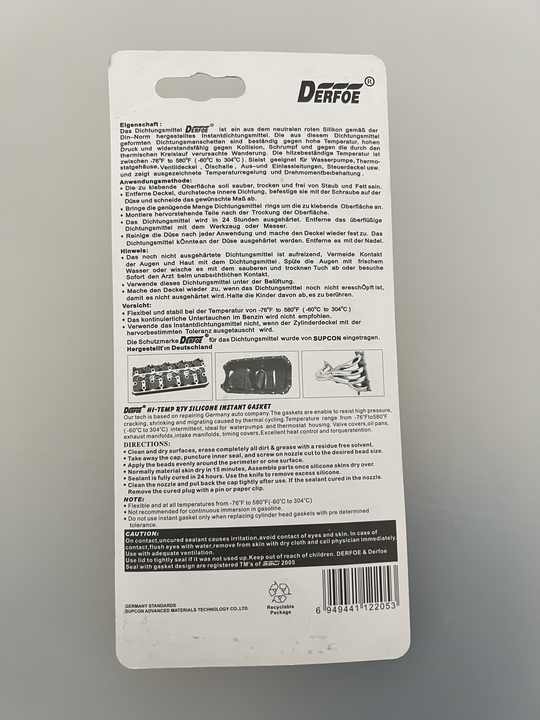 DERFOE®
Eigenschaft :
Das Dichtungsmittel DERFOE® ist ein aus dem neutralen roten Silikon gemäß der
Din-Norm hergestelltes Instantdichtungsmittel. Die aus diesem Dichtungsmittel
geformten Dichtungsmanschetten sind beständig gegen hohe Temperatur, hohen
Druck und widerstandsfähig gegen Kollision, Schrumpf und gegen die durch den
thermischen Kreislauf verursachte Wanderung. Die hitzebeständige Temperatur ist
zwischen -76°F to 580°F (-60°C to 304°C). Sieist geeignet für Wasserpumpe, Thermo-
statgehäuse, Ventildeckel, Ölschale, Aus-und Einlassleitungen, Steuerdeckel usw.
und zeigt ausgezeichnete Temperaturregelung und Drehmomentbehaltung.
Anwendungsmethode:
• Die zu klebende Oberfläche soll sauber, trocken und frei von Staub und Fett sein.
• Entferne Deckel, durchsteche innere Dichtung, befestige sie mit der Schraube auf der
Düse und schneide das gewünschte Maß ab.
• Bringe die genügende Menge Dichtungsmittel rings um die zu klebende Oberfläche an.
• Montiere hervorstehende Teile nach der Trockung der Oberfläche.
• Das Dichtungsmittel wird in 24 Stunden ausgehärtet. Entferne das überflüßige
Dichtungsmittel mit dem Werkzeug oder Messer.
• Reinige die Düse nach jeder Anwendung und mache den Deckel wieder fest zu. Das
Dichtungsmittel kÖnntean der Düse ausgehärtet werden. Entferne es mit der Nadel.
Hinweis:
• Das noch nicht ausgehärtete Dichtungsmittel ist aufreizend, Vermeide Kontakt
der Augen und Haut mit dem Dichtungsmittel. Spüle die Augen mit frischem
Wasser oder wische es mit dem sauberen und trocknen Tuch ab oder besuche
Sofort den Arzt beim unabsichtlichen Kontakt.
• Verwende dieses Dichtungsmittel unter der Belüftung.
• Mache den Deckel wieder zu, wenn das Dichtungsmittel noch nicht ereschÖpft ist,
damit es nicht ausgehärtet wird. Halte die Kinder davon ab, es zu berühren.
Vorsicht:
• Flexibel und stabil bei der Temperatur von -76°F to 580°F (-60°C to 304°C)
• Das kontinuierliche Untertauchen im Benzin wird nicht empfohlen.
• Verwende das Instantdichtungsmittel nicht, wenn der Zylinderdeckel mit der
hervorbestimmten Toleranz ausgetauscht wird.
Die Schutzmarke DERFOE® für das Dichtungsmittel wurde von SUPCON eingetragen.
Hergestellt in Deutschland
DERFOE® HI-TEMP RTV SILICONE INSTANT GASKET
Our tech is based on repairing Germany auto company.The gaskets are enable to resist high pressure,
cracking, shrinking and migrating caused by thermal cycling.Temperature range from -76°Fto580°F
(-60°C to 304°C) intermittent, ideal for waterpumps and thermostat housing. Valve covers,oil pans,
exhaust manifolds,intake manifolds, timing covers.Excellent heat control and torquerstention.
DIRECTIONS:
• Clean and dry surfaces, erase completely all dirt & grease with a residue free solvent.
• Take away the cap, puncture inner seal, and screw on nozzle cut to the desired bead size.
• Apply the beads evenly around the perimeter or one surface.
• Normally material skin dry in 15 minutes, Assemble parts once silicone skins dry over.
• Sealant is fully cured in 24 hours. Use the knife to remove excess silicone.
• Clean the nozzle and put back the cap tightly after use. If the sealant cured in the nozzle.
Remove the cured plug with a pin or paper clip.
NOTE:
• Flexible and at all temperatures from -76°F to 580°F(-60°C to 304°C)
• Not recommended for continuous immersion in gasoline.
• Do not use instant gasket only when replacing cylinder head gaskets with pre determined
tolerance.
CAUTION:
On contact,uncured sealant causes irritation,avoid contact of eyes and skin. In case of
contact,flush eyes with water,remove from skin with dry cloth and call physician immediately.
Use with adequate ventilation.
Use lid to tightly seal if it was not used up.Keep out of reach of children. DERFOE & Derfoe
Seal with gasket design are registered TM's of 2005
GERMANY STANDARDS
SUPCON ADVANCED MATERIALS TECHNOLOGY CO.,LTD.
Recyclable
Package
6 949441 122053